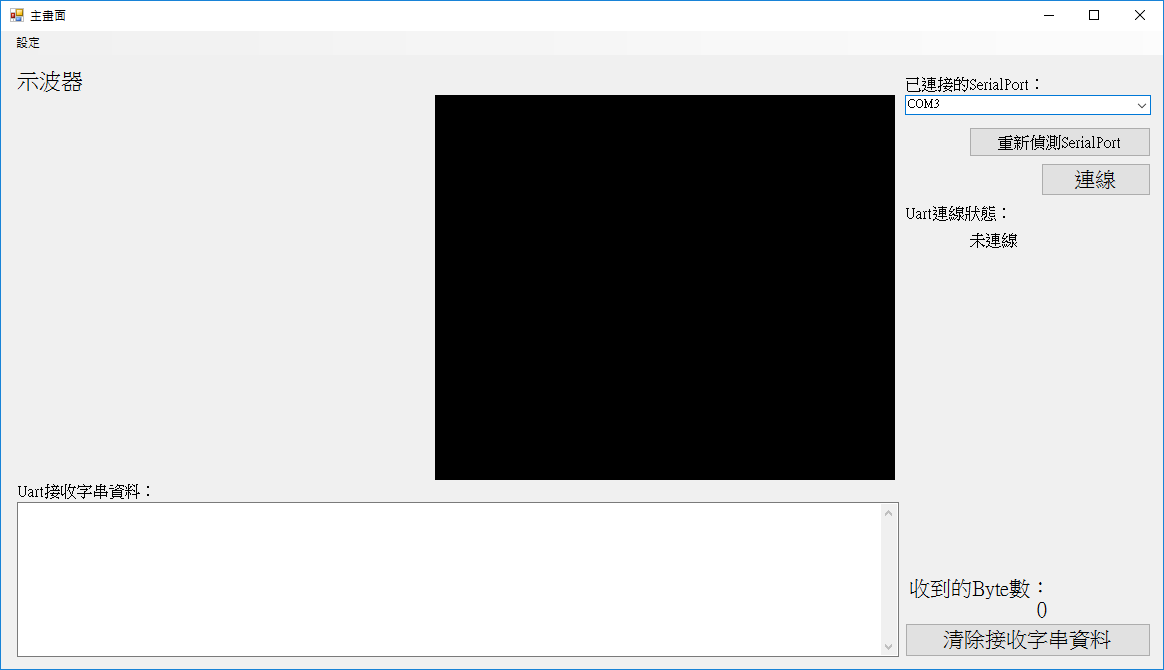 主畫面
設定
示波器
已連接的SerialPort：
COM3
重新偵測SerialPort
連線
Uart連線狀態：
未連線
Uart接收字串資料：
收到的Byte數：
0
清除接收字串資料